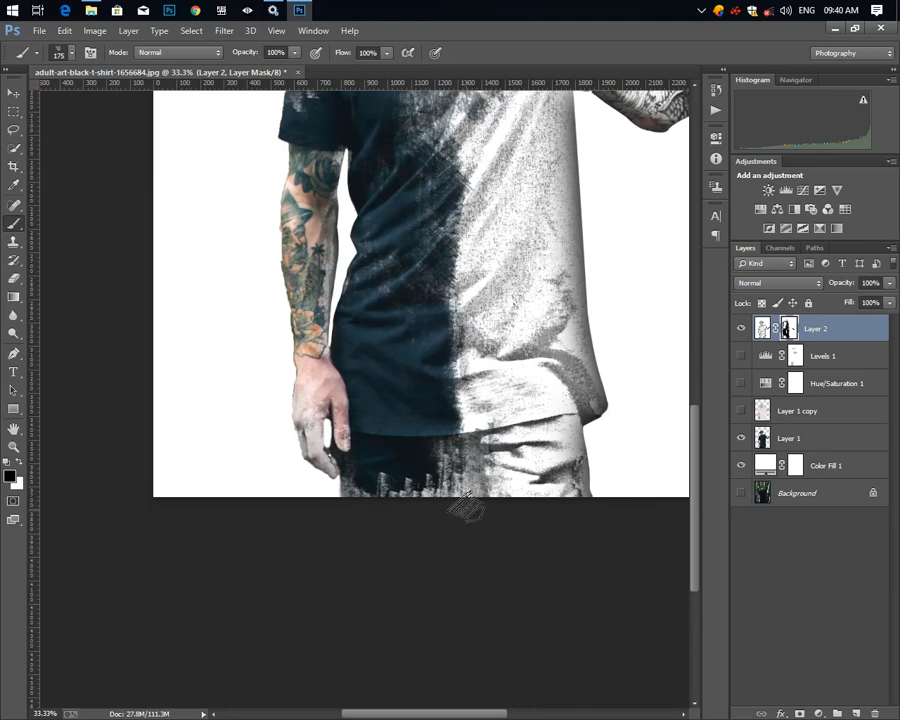 ENG 09:40 AM
Ps File Edit Image Layer Type Select Filter 3D View Window Help
175 Mode: Normal Opacity: 100% Flow: 100% Photography
adult-art-black-t-shirt-1656684.jpg @ 33.3% (Layer 2, Layer Mask/8) * ×
Histogram Navigator
Adjustments
Add an adjustment
Layers Channels Paths
Kind
Normal Opacity: 100%
Lock: Fill: 100%
Layer 2
Levels 1
Hue/Saturation 1
Layer 1 copy
Layer 1
Color Fill 1
Background
33.33% Doc: 27.8M/111.3M